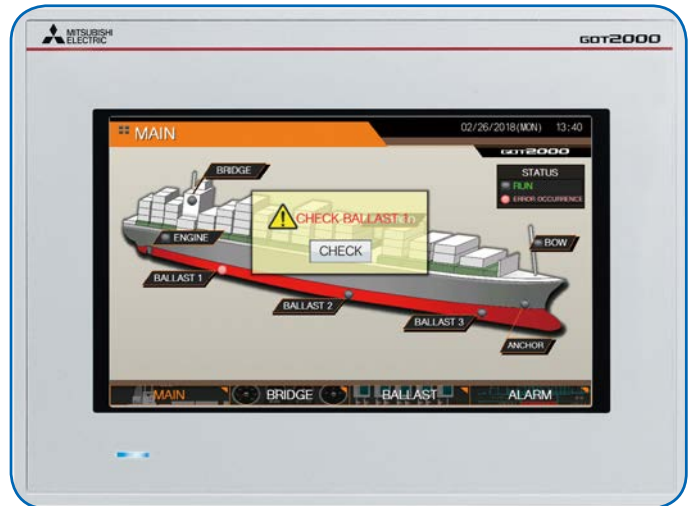 MITSUBISHI
ELECTRIC
GOT2000
MAIN
02/26/2018(MON) 13:40
GOT2000
STATUS
RUN
ERROR OCCURRENCE
BRIDGE
CHECK BALLAST 1.
CHECK
ENGINE
BOW
BALLAST 1
BALLAST 2
BALLAST 3
ANCHOR
MAIN
BRIDGE
BALLAST
ALARM